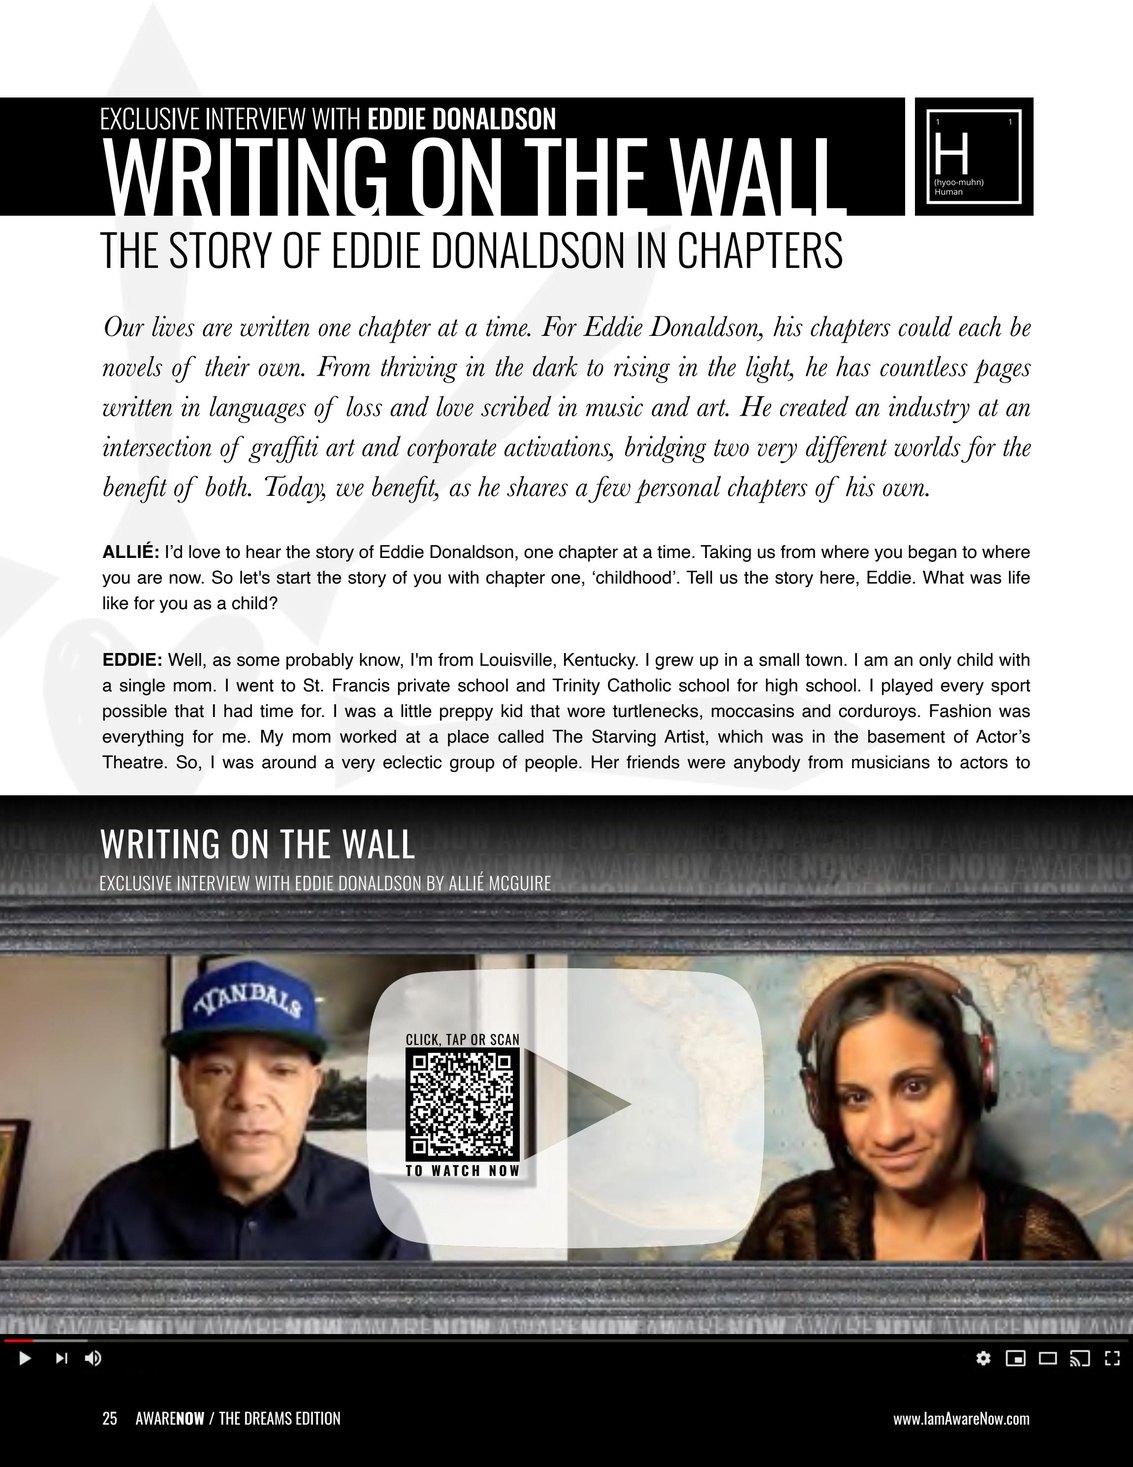 EXCLUSIVE INTERVIEW WITH EDDIE DONALDSON
WRITING ON THE WALL
1 1
H
(hyoo-muhn)
Human
THE STORY OF EDDIE DONALDSON IN CHAPTERS
Our lives are written one chapter at a time. For Eddie Donaldson, his chapters could each be
novels of their own. From thriving in the dark to rising in the light, he has countless pages
written in languages of loss and love scribed in music and art. He created an industry at an
intersection of graffiti art and corporate activations, bridging two very different worlds for the
benefit of both. Today, we benefit, as he shares a few personal chapters of his own.
ALLIÉ: I’d love to hear the story of Eddie Donaldson, one chapter at a time. Taking us from where you began to where
you are now. So let's start the story of you with chapter one, ‘childhood’. Tell us the story here, Eddie. What was life
like for you as a child?
EDDIE: Well, as some probably know, I'm from Louisville, Kentucky. I grew up in a small town. I am an only child with
a single mom. I went to St. Francis private school and Trinity Catholic school for high school. I played every sport
possible that I had time for. I was a little preppy kid that wore turtlenecks, moccasins and corduroys. Fashion was
everything for me. My mom worked at a place called The Starving Artist, which was in the basement of Actor’s
Theatre. So, I was around a very eclectic group of people. Her friends were anybody from musicians to actors to
WRITING ON THE WALL
EXCLUSIVE INTERVIEW WITH EDDIE DONALDSON BY ALLIÉ MCGUIRE
VANDALS
CLICK, TAP OR SCAN
TO WATCH NOW
25 AWARENOW / THE DREAMS EDITION
www.IamAwareNow.com